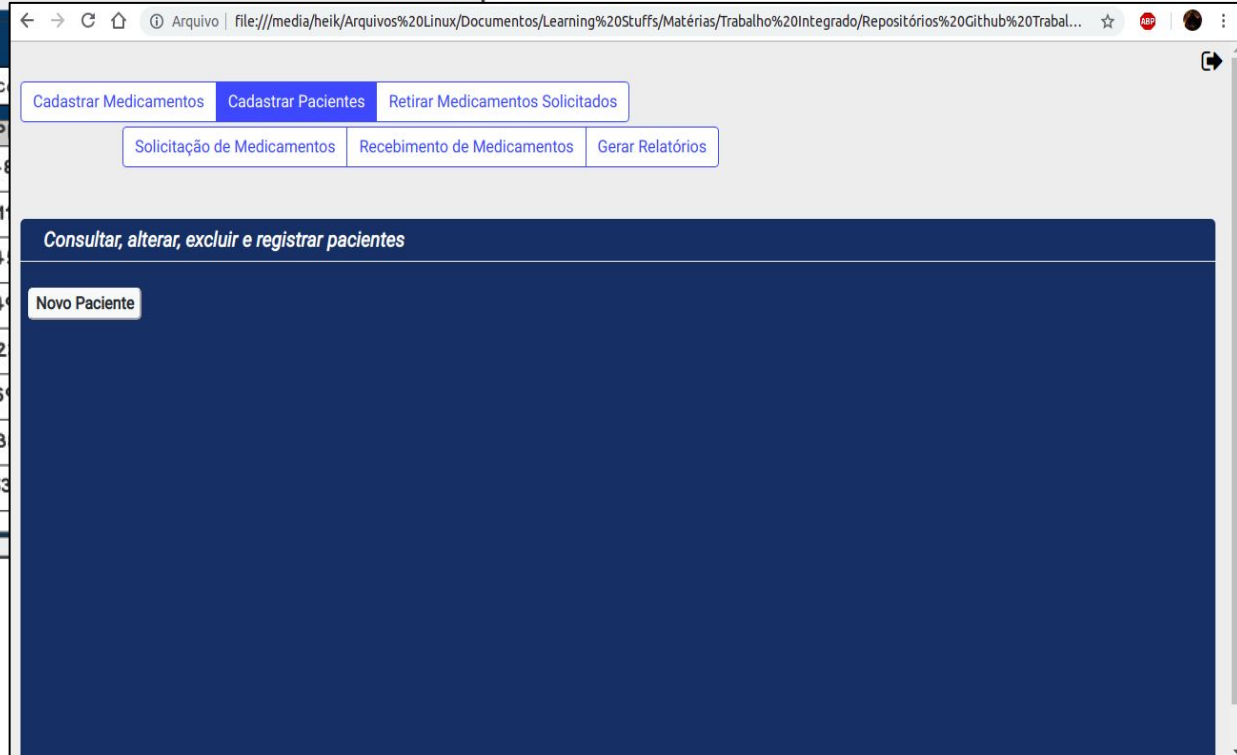 Arquivo | file:///media/heik/Arquivos%20Linux/Documentos/Learning%20Stuffs/Matérias/Trabalho%20Integrado/Repositórios%20Github%20Trabal... ABP
Cadastrar Medicamentos Cadastrar Pacientes Retirar Medicamentos Solicitados
Solicitação de Medicamentos Recebimento de Medicamentos Gerar Relatórios
Consultar, alterar, excluir e registrar pacientes
Novo Paciente